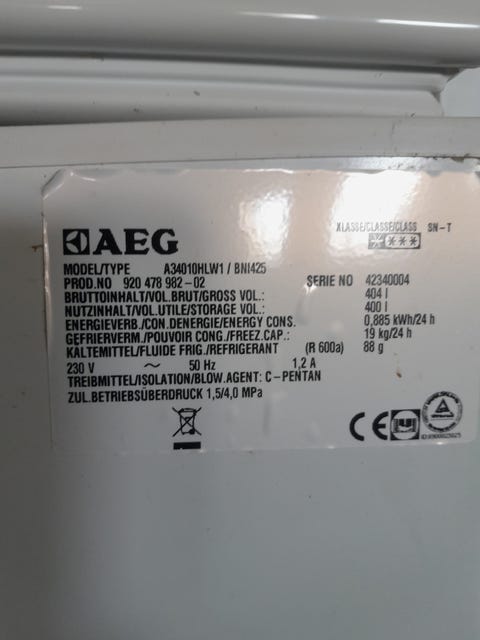 AEG
KLASSE/CLASSE/CLASS SN-T
MODEL/TYPE A34010HLW1 / BNI425
PROD.NO 920 478 982-02 SERIE NO 42340004
BRUTTOINHALT/VOL.BRUT/GROSS VOL.: 404 l
NUTZINHALT/VOL.UTILE/STORAGE VOL.: 400 l
ENERGIEVERB./CON.DENERGIE/ENERGY CONS. 0,885 kWh/24 h
GEFRIERVERM./POUVOIR CONG./FREEZ.CAP.: 19 kg/24 h
KÄLTEMITTEL/FLUIDE FRIG./REFRIGERANT (R 600a) 88 g
230 V ~ 50 Hz 1,2 A
TREIBMITTEL/ISOLATION/BLOW.AGENT: C-PENTAN
ZUL.BETRIEBSÜBERDRUCK 1,5/4,0 MPa
CE